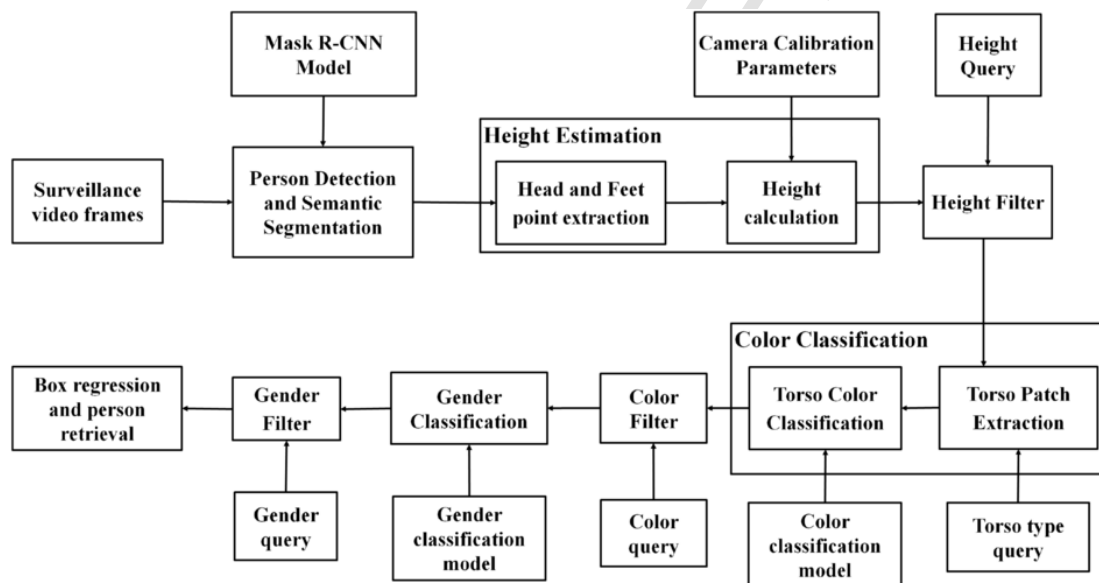 Mask R-CNN
Model
Camera Calibration
Parameters
Height
Query
Height Estimation
Surveillance
video frames
Person Detection
and Semantic
Segmentation
Head and Feet
point extraction
Height
calculation
Height Filter
Color Classification
Box regression
and person
retrieval
Gender
Filter
Gender
Classification
Color
Filter
Torso Color
Classification
Torso Patch
Extraction
Gender
query
Gender
classification
model
Color
query
Color
classification
model
Torso type
query